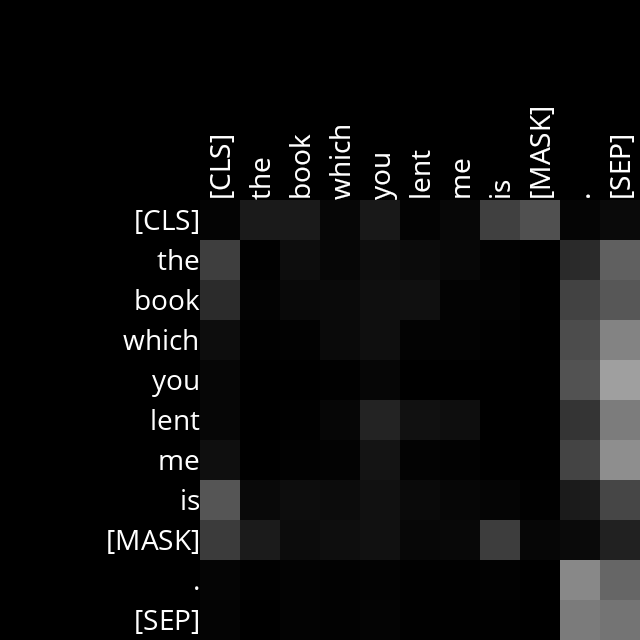 [CLS] the book which you lent me is [MASK] . [SEP]
[CLS]
the
book
which
you
lent
me
is
[MASK]
.
[SEP]